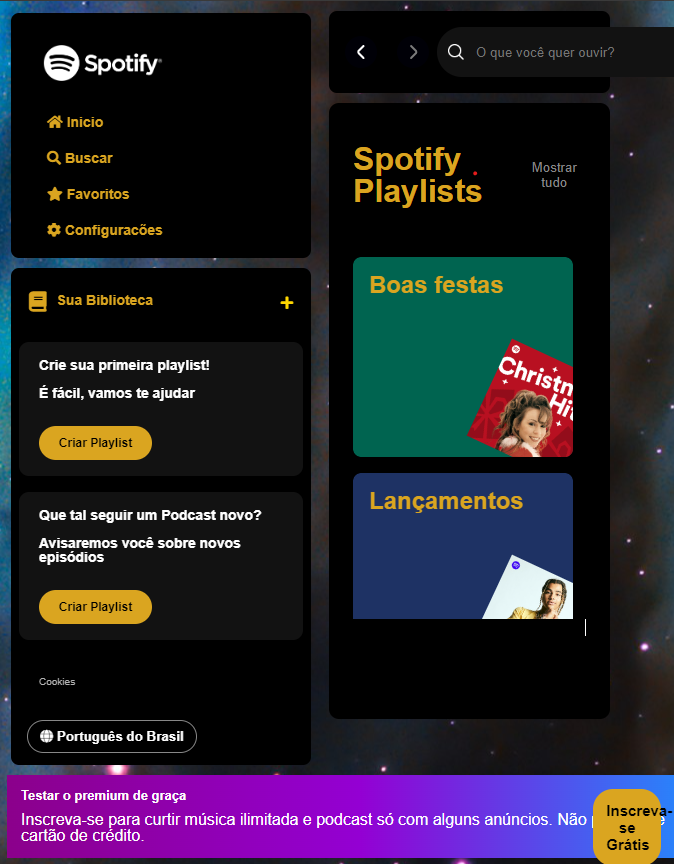 Spotify
Inicio
Buscar
Favoritos
Configuracões
Sua Biblioteca
Crie sua primeira playlist!
É fácil, vamos te ajudar
Criar Playlist
Que tal seguir um Podcast novo?
Avisaremos você sobre novos
episódios
Criar Playlist
Cookies
Português do Brasil
O que você quer ouvir?
Spotify
Playlists
Mostrar
tudo
Boas festas
Lançamentos
Testar o premium de graça
Inscreva-se para curtir música ilimitada e podcast só com alguns anúncios. Não
cartão de crédito.
Inscreva-
se
Grátis